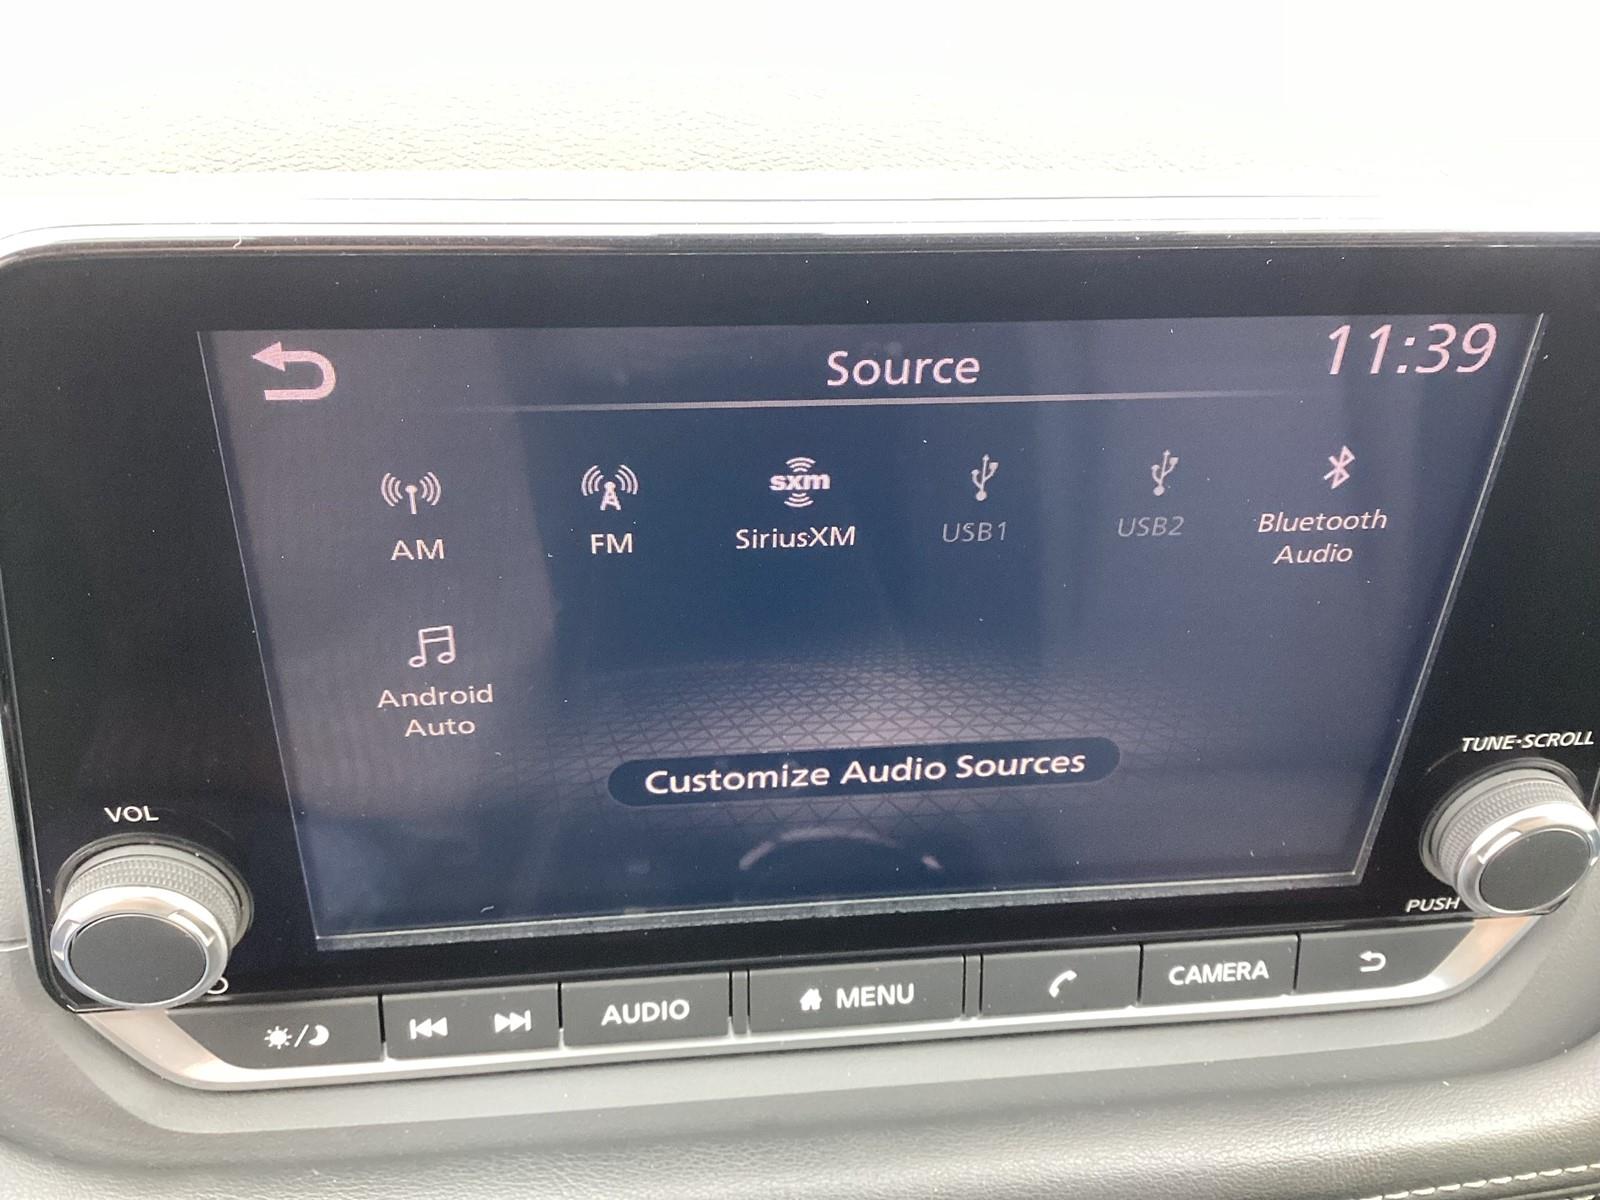 Source
11:39
sxm
AM
FM
SiriusXM
USB1
USB2
Bluetooth
Audio
Android
Auto
Customize Audio Sources
VOL
TUNE·SCROLL
PUSH
AUDIO
MENU
CAMERA